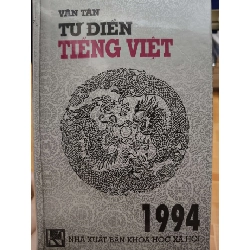 VĂN TÂN
TỪ ĐIỂN
TIẾNG VIỆT
1994
NHÀ XUẤT BẢN KHOA HỌC XÃ HỘI